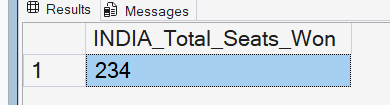 Results Messages
INDIA_Total_Seats_Won
1 234